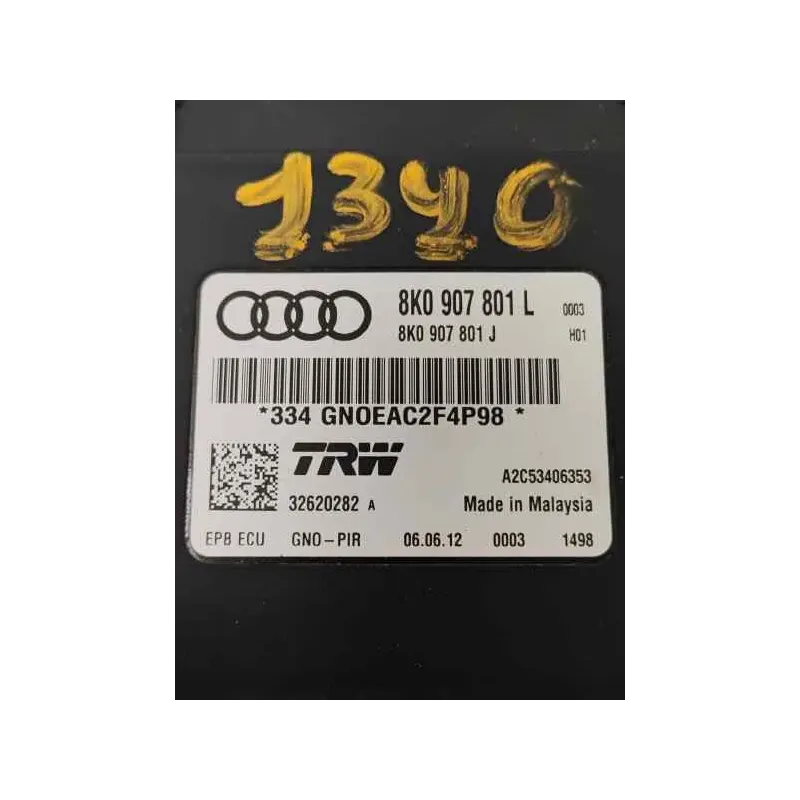 1340
8K0 907 801 L 0003
8K0 907 801 J H01
*334 GNOEAC2F4P98 *
TRW
A2C53406353
32620282 A Made in Malaysia
EPB ECU GNO-PIR 06.06.12 0003 1498